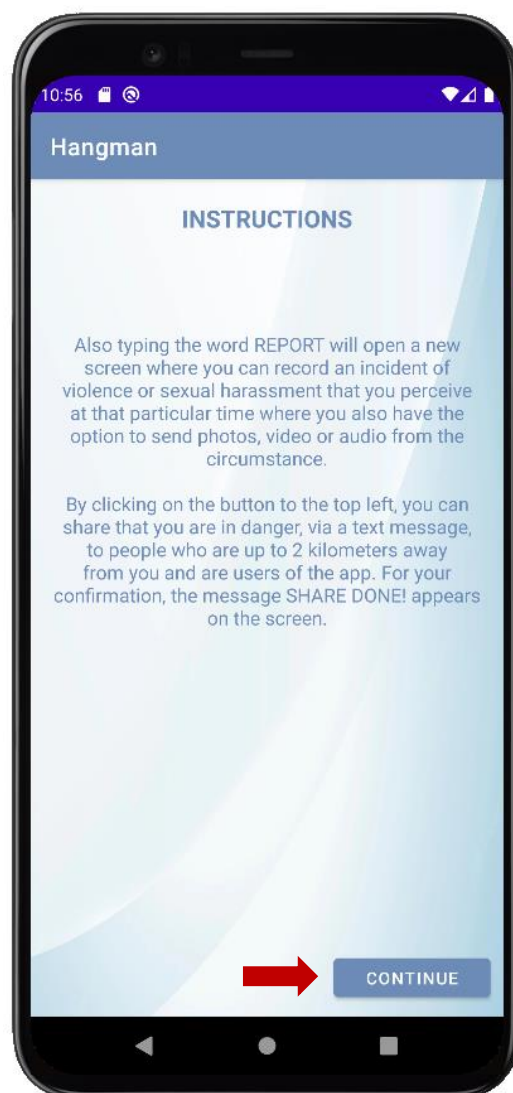 10:56
Hangman
INSTRUCTIONS
Also typing the word REPORT will open a new
screen where you can record an incident of
violence or sexual harassment that you perceive
at that particular time where you also have the
option to send photos, video or audio from the
circumstance.
By clicking on the button to the top left, you can
share that you are in danger, via a text message,
to people who are up to 2 kilometers away
from you and are users of the app. For your
confirmation, the message SHARE DONE! appears
on the screen.
CONTINUE